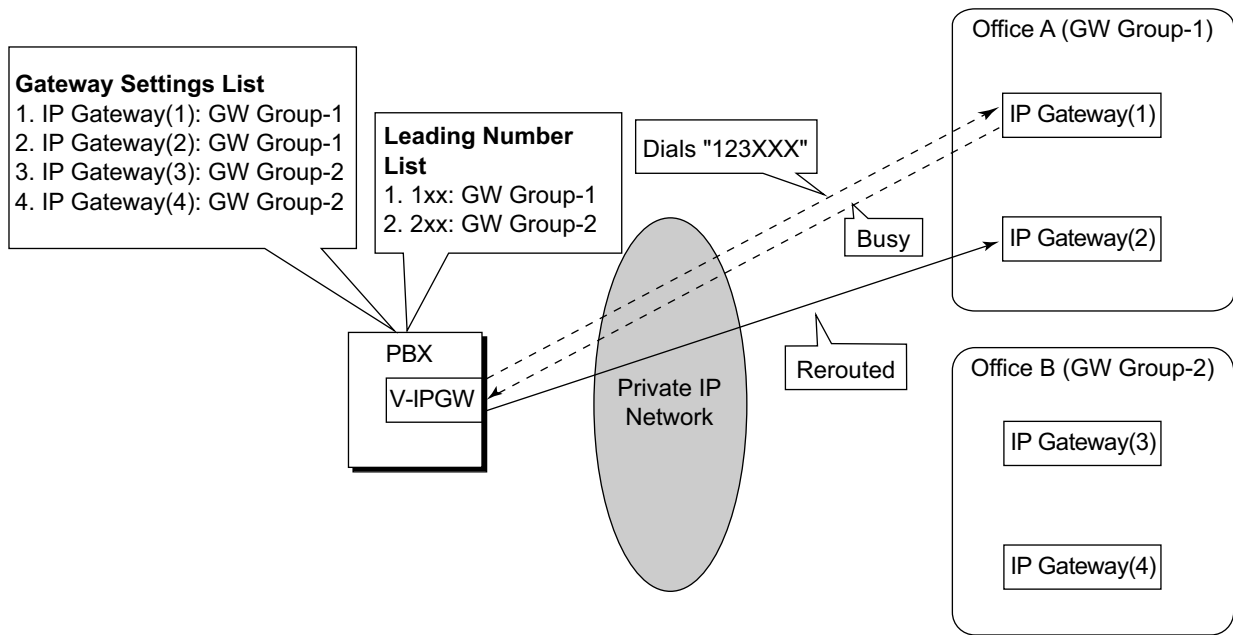 Gateway Settings List
1. IP Gateway(1): GW Group-1
2. IP Gateway(2): GW Group-1
3. IP Gateway(3): GW Group-2
4. IP Gateway(4): GW Group-2
Leading Number
List
1. 1xx: GW Group-1
2. 2xx: GW Group-2
Dials "123XXX"
Busy
Rerouted
PBX
V-IPGW
Private IP
Network
Office A (GW Group-1)
IP Gateway(1)
IP Gateway(2)
Office B (GW Group-2)
IP Gateway(3)
IP Gateway(4)